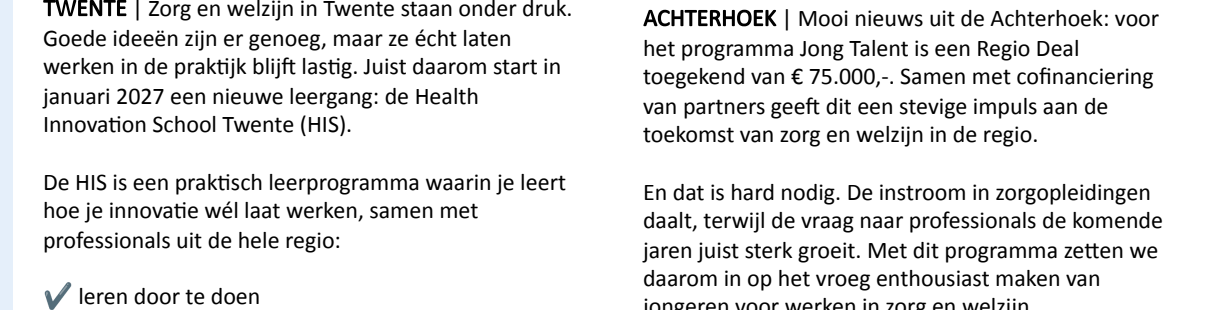 TWENTE | Zorg en welzijn in Twente staan onder druk.
Goede ideeën zijn er genoeg, maar ze écht laten
werken in de praktijk blijft lastig. Juist daarom start in
januari 2027 een nieuwe leergang: de Health
Innovation School Twente (HIS).
De HIS is een praktisch leerprogramma waarin je leert
hoe je innovatie wél laat werken, samen met
professionals uit de hele regio:
✔ leren door te doen
ACHTERHOEK | Mooi nieuws uit de Achterhoek: voor
het programma Jong Talent is een Regio Deal
toegekend van € 75.000,-. Samen met cofinanciering
van partners geeft dit een stevige impuls aan de
toekomst van zorg en welzijn in de regio.
En dat is hard nodig. De instroom in zorgopleidingen
daalt, terwijl de vraag naar professionals de komende
jaren juist sterk groeit. Met dit programma zetten we
daarom in op het vroeg enthousiast maken van
jongeren voor werken in zorg en welzijn